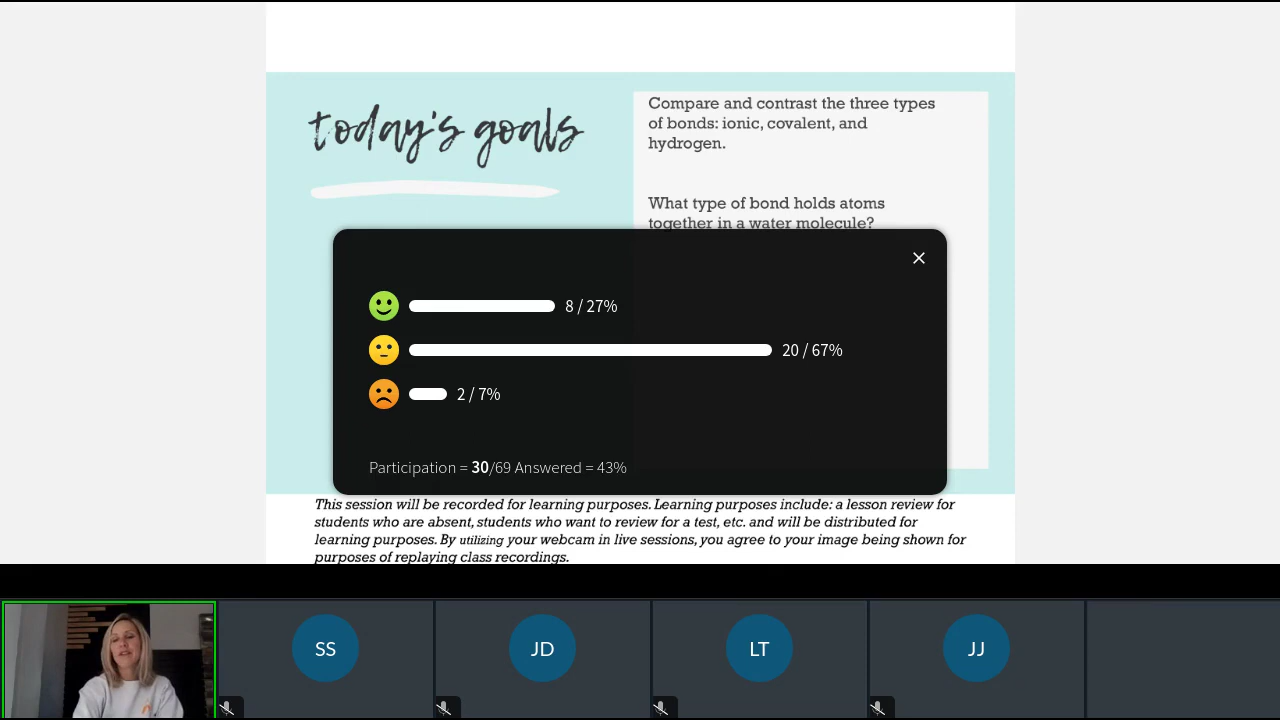 today's goals
Compare and contrast the three types
of bonds: ionic, covalent, and
hydrogen.
What type of bond holds atoms
together in a water molecule?
8 / 27%
20 / 67%
2 / 7%
Participation = 30/69 Answered = 43%
This session will be recorded for learning purposes. Learning purposes include: a lesson review for
students who are absent, students who want to review for a test, etc. and will be distributed for
learning purposes. By utilizing your webcam in live sessions, you agree to your image being shown for
purposes of replaying class recordings.
SS
JD
LT
JJ